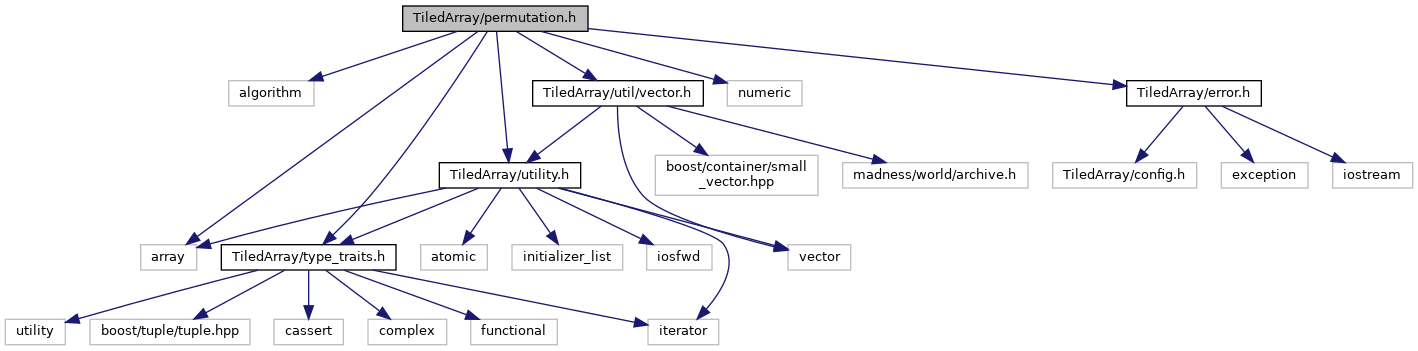 TiledArray/permutation.h
algorithm
TiledArray/util/vector.h
numeric
TiledArray/error.h
TiledArray/utility.h
boost/container/small
_vector.hpp
madness/world/archive.h
TiledArray/config.h
exception
iostream
array
TiledArray/type_traits.h
atomic
initializer_list
iosfwd
vector
utility
boost/tuple/tuple.hpp
cassert
complex
functional
iterator